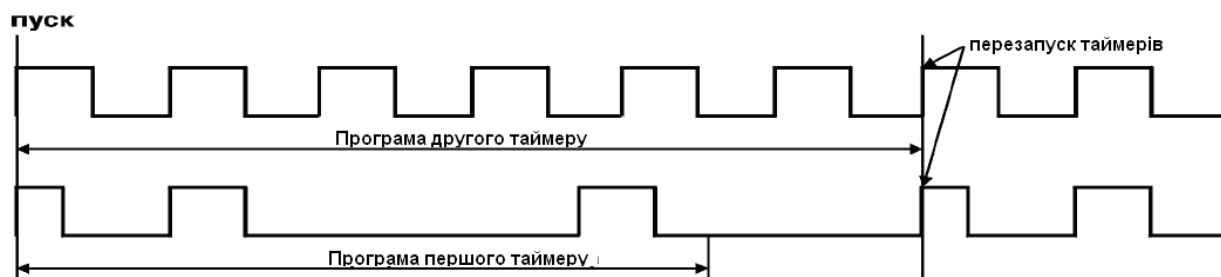 пуск
перезапуск таймерів
Програма другого таймеру
Програма першого таймеру